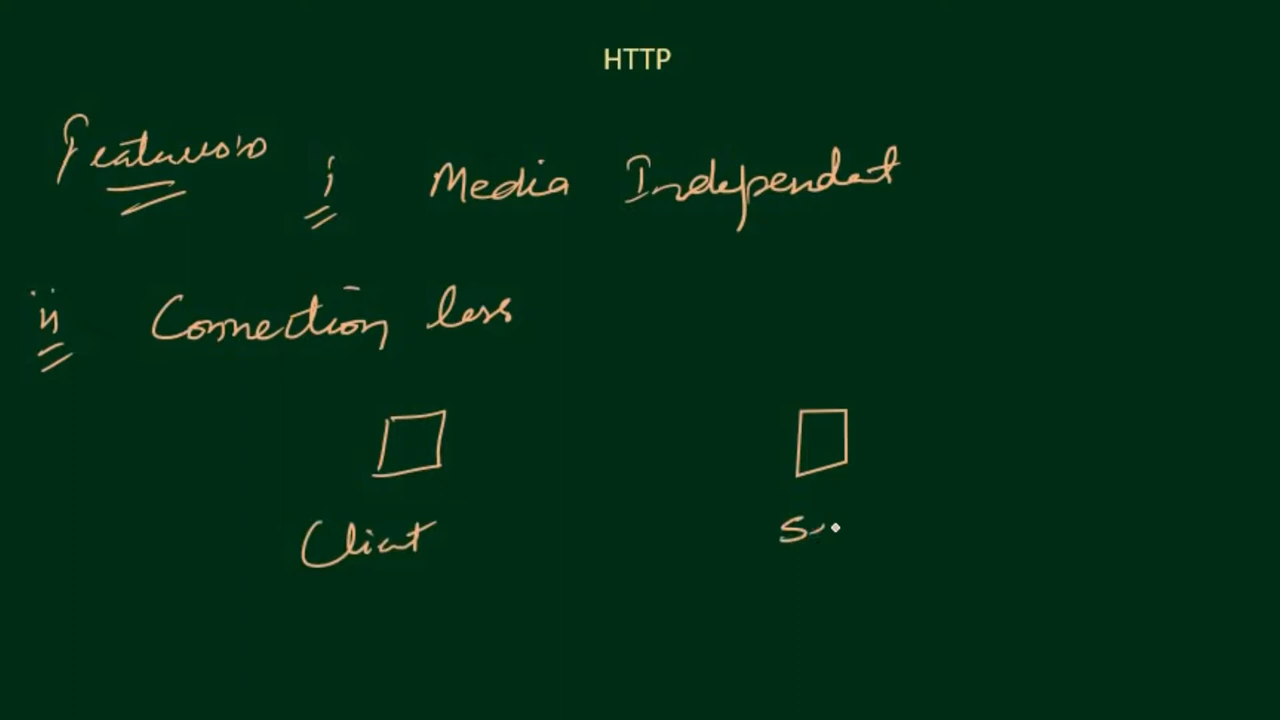 HTTP
Features
i Media Independent
ii Connection less
Client